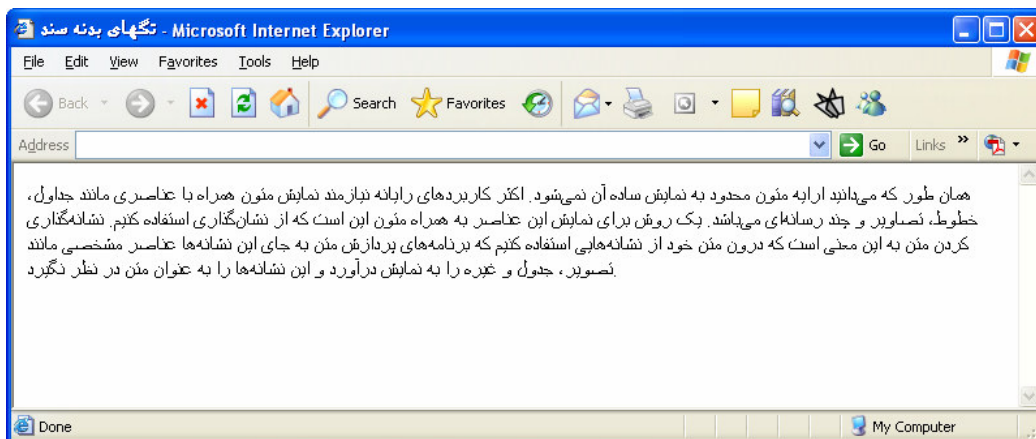 تگهای بدنه سند - Microsoft Internet Explorer
File Edit View Favorites Tools Help
Back Search Favorites
Address Go Links »
همان طور که می‌دانید ارایه متون محدود به نمایش ساده آن نمی‌شود. اکثر کاربردهای رایانه نیازمند نمایش متون همراه با عناصری مانند جداول،
خطوط، تصاویر و چند رسانه‌ای می‌باشد. یک روش برای نمایش این عناصر به همراه متون این است که از نشان‌گذاری استفاده کنیم. نشانه‌گذاری
کردن متن به این معنی است که درون متن خود از نشانه‌هایی استفاده کنیم که برنامه‌های پردازش متن به جای این نشانه‌ها عناصر مشخصی مانند
تصویر، جدول و غیره را به نمایش درآورد و این نشانه‌ها را به عنوان متن در نظر نگیرد.
Done My Computer